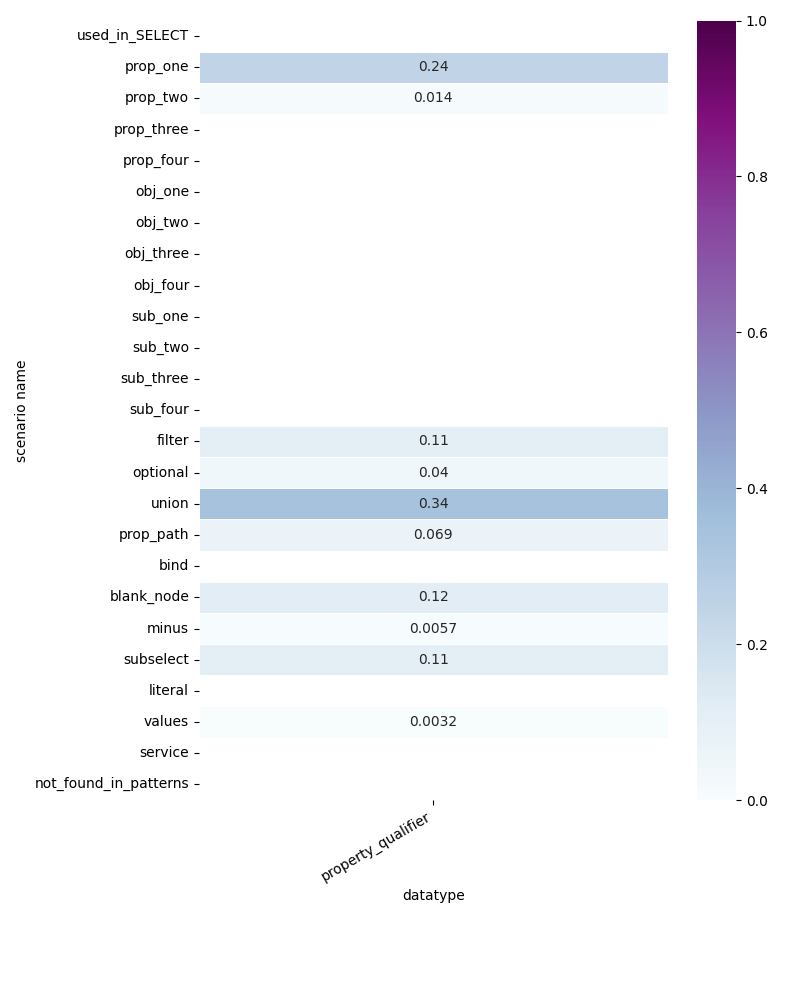 used_in_SELECT
prop_one 0.24
prop_two 0.014
prop_three
prop_four
obj_one
obj_two
obj_three
obj_four
sub_one
sub_two
sub_three
sub_four
filter 0.11
optional 0.04
union 0.34
prop_path 0.069
bind
blank_node 0.12
minus 0.0057
subselect 0.11
literal
values 0.0032
service
not_found_in_patterns
scenario name
property_qualifier
datatype
1.0
0.8
0.6
0.4
0.2
0.0